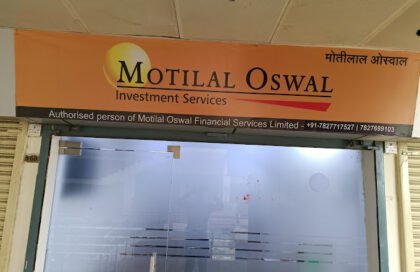 मोतीलाल ओस्वाल
MOTILAL OSWAL
Investment Services
Authorised person of Motilal Oswal Financial Services Limited - +91-7827717527 | 7827699103